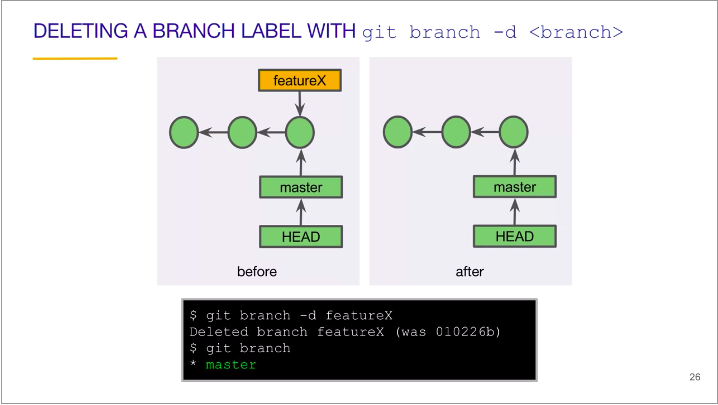 DELETING A BRANCH LABEL WITH git branch -d <branch>
featureX
master
HEAD
before
master
HEAD
after
$ git branch -d featureX
Deleted branch featureX (was 010226b)
$ git branch
* master
26